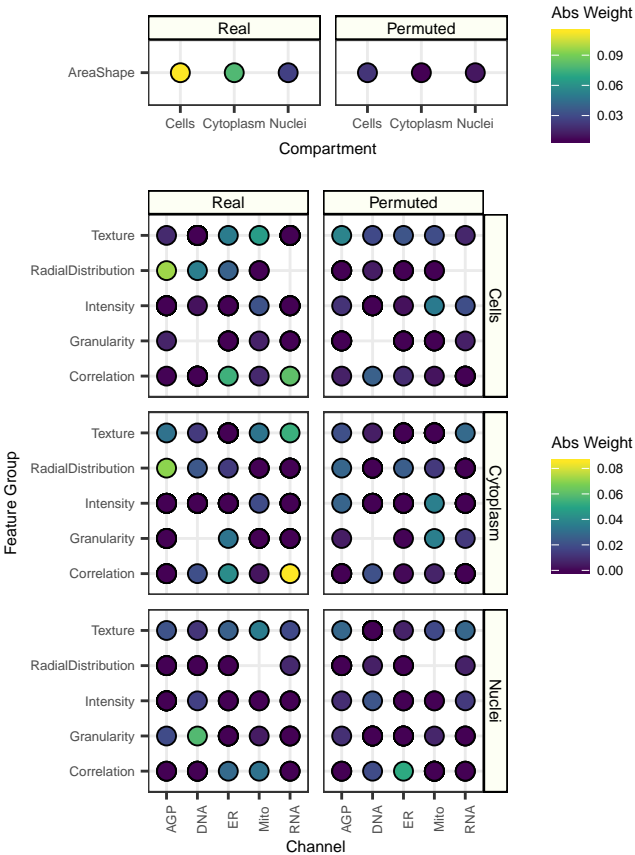 Real Permuted
AreaShape
Cells Cytoplasm Nuclei Cells Cytoplasm Nuclei
Compartment
Abs Weight
0.09
0.06
0.03
Real Permuted
Texture
RadialDistribution
Intensity
Granularity
Correlation
Cells
Texture
RadialDistribution
Intensity
Granularity
Correlation
Cytoplasm
Texture
RadialDistribution
Intensity
Granularity
Correlation
Nuclei
Feature Group
AGP DNA ER Mito RNA AGP DNA ER Mito RNA
Channel
Abs Weight
0.08
0.06
0.04
0.02
0.00